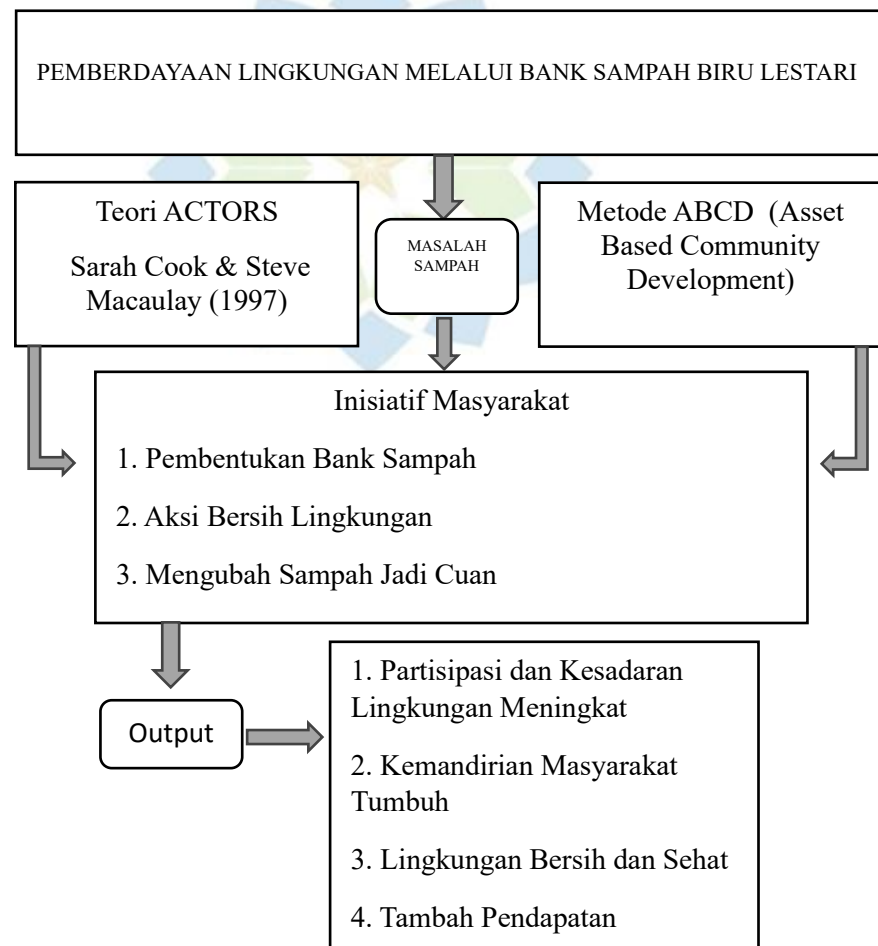 PEMBERDAYAAN LINGKUNGAN MELALUI BANK SAMPAH BIRU LESTARI
Teori ACTORS
Sarah Cook & Steve
Macaulay (1997)
MASALAH
SAMPAH
Metode ABCD (Asset
Based Community
Development)
Inisiatif Masyarakat
1. Pembentukan Bank Sampah
2. Aksi Bersih Lingkungan
3. Mengubah Sampah Jadi Cuan
Output
1. Partisipasi dan Kesadaran
Lingkungan Meningkat
2. Kemandirian Masyarakat
Tumbuh
3. Lingkungan Bersih dan Sehat
4. Tambah Pendapatan